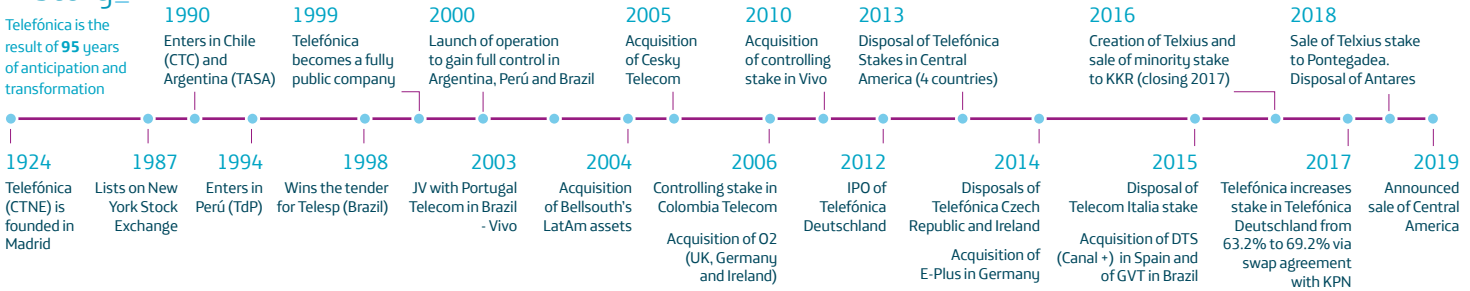 Telefónica is the
result of 95 years
of anticipation and
transformation
1990
Enters in Chile
(CTC) and
Argentina (TASA)
1999
Telefónica
becomes a fully
public company
2000
Launch of operation
to gain full control in
Argentina, Perú and Brazil
2005
Acquisition
of Cesky
Telecom
2010
Acquisition
of controlling
stake in Vivo
2013
Disposal of Telefónica
Stakes in Central
America (4 countries)
2016
Creation of Telxius and
sale of minority stake
to KKR (closing 2017)
2018
Sale of Telxius stake
to Pontegadea.
Disposal of Antares
1924
Telefónica
(CTNE) is
founded in
Madrid
1987
Lists on New
York Stock
Exchange
1994
Enters in
Perú (TdP)
1998
Wins the tender
for Telesp (Brazil)
2003
JV with Portugal
Telecom in Brazil
- Vivo
2004
Acquisition
of Bellsouth's
LatAm assets
2006
Controlling stake in
Colombia Telecom
Acquisition of O2
(UK, Germany
and Ireland)
2012
IPO of
Telefónica
Deutschland
2014
Disposals of
Telefónica Czech
Republic and Ireland
Acquisition of
E-Plus in Germany
2015
Disposal of
Telecom Italia stake
Acquisition of DTS
(Canal +) in Spain and
of GVT in Brazil
2017
Telefónica increases
stake in Telefónica
Deutschland from
63.2% to 69.2% via
swap agreement
with KPN
2019
Announced
sale of Central
America